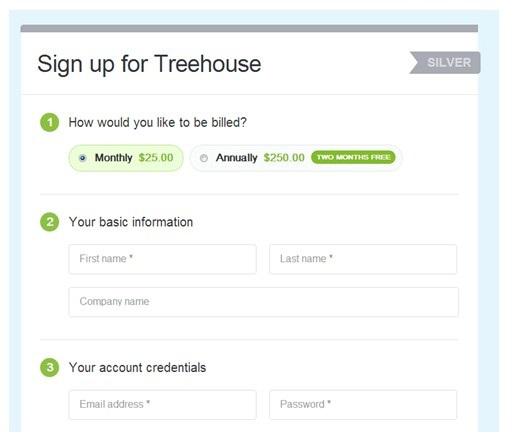 Sign up for Treehouse
SILVER
1 How would you like to be billed?
Monthly $25.00 Annually $250.00 TWO MONTHS FREE
2 Your basic information
First name * Last name *
Company name
3 Your account credentials
Email address * Password *